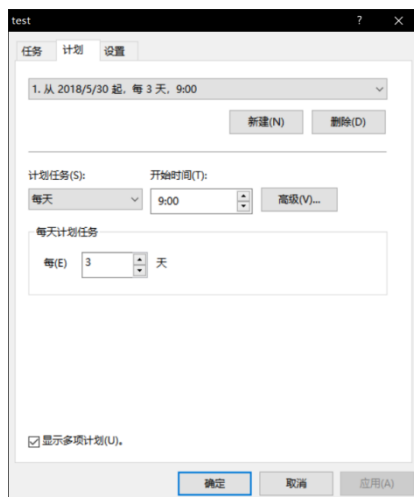 test
任务 计划 设置
1. 从 2018/5/30 起, 每 3 天, 9:00
新建(N) 删除(D)
计划任务(S): 开始时间(T):
每天 9:00 高级(V)...
每天计划任务
每(E) 3 天
显示多项计划(U)。
确定 取消 应用(A)